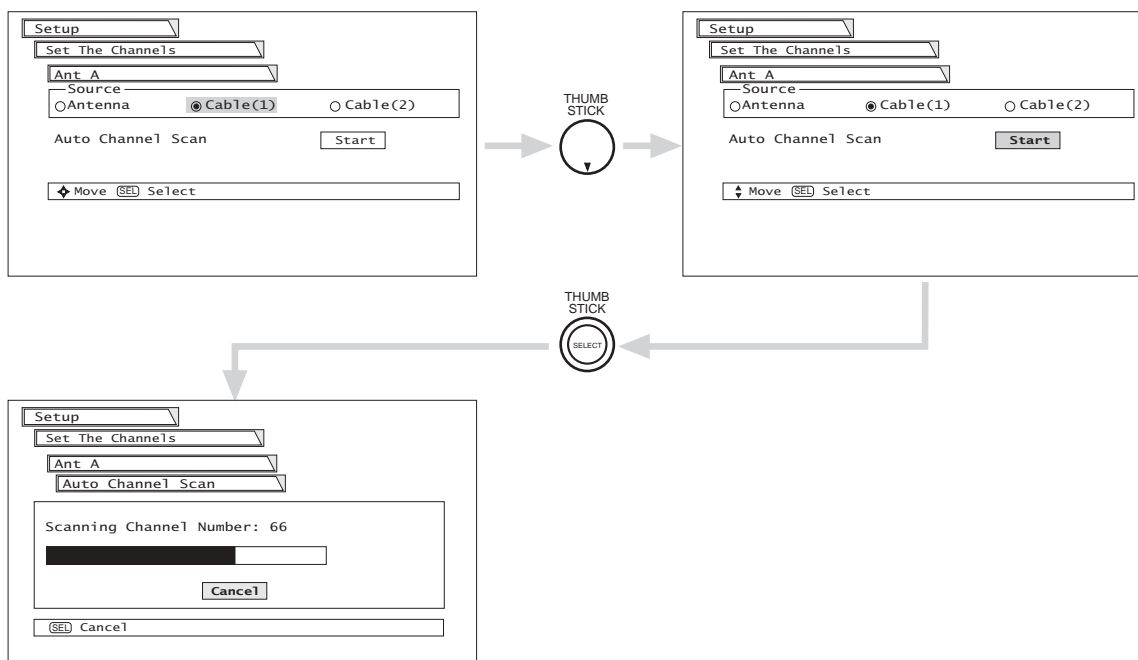 Setup
Set The Channels
Ant A
Source
Antenna Cable(1) Cable(2)
Auto Channel Scan Start
Move SEL Select
THUMB
STICK
Setup
Set The Channels
Ant A
Source
Antenna Cable(1) Cable(2)
Auto Channel Scan Start
Move SEL Select
THUMB
STICK
SELECT
Setup
Set The Channels
Ant A
Auto Channel Scan
Scanning Channel Number: 66
Cancel
SEL Cancel